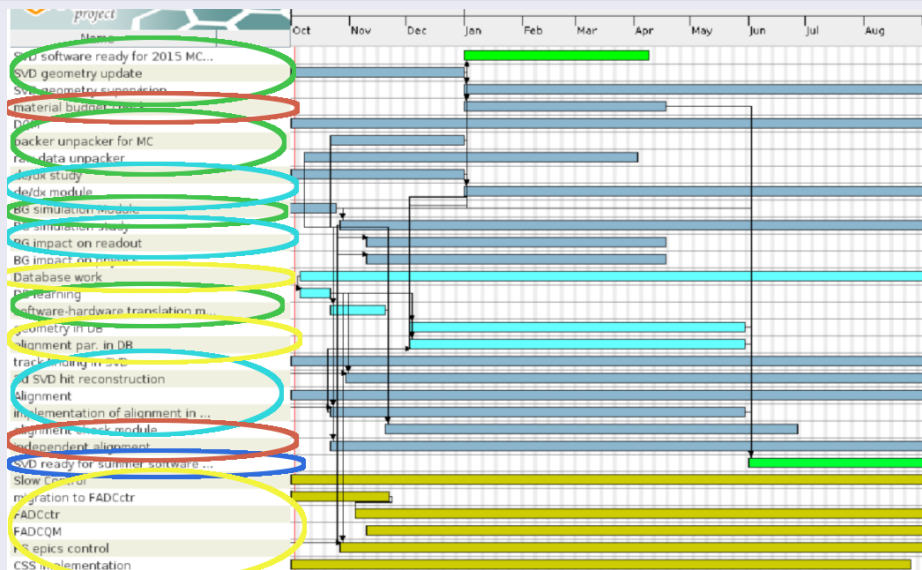 project
Name
Oct Nov Dec Jan Feb Mar Apr May Jun Jul Aug
SVD software ready for 2015 MC...
SVD geometry update
SVD geometry supervision
material budget
packer unpacker for MC
raw data unpacker
de/dx study
de/dx module
BG simulation Module
BG simulation study
BG impact on readout
BG impact on
Database work
DB learning
software-hardware translation m...
geometry in DB
alignment par. in DB
track finding in SVD
SVD hit reconstruction
Alignment
implementation of alignment in ...
alignment check module
independent alignment
SVD ready for summer software ...
Slow Control
migration to FADCctr
FADCctr
FADCQM
epics control
CSS implementation